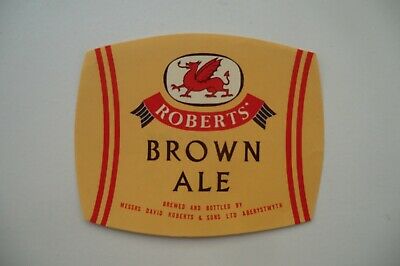 ROBERTS'
BROWN
ALE
BREWED AND BOTTLED BY
MESSRS DAVID ROBERTS & SONS LTD ABERYSTWYTH